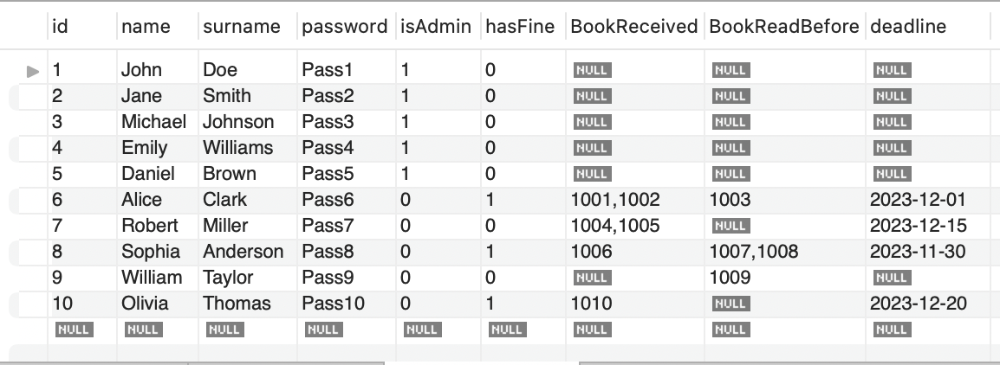 id name surname password isAdmin hasFine BookReceived BookReadBefore deadline
1 John Doe Pass1 1 0 NULL NULL NULL
2 Jane Smith Pass2 1 0 NULL NULL NULL
3 Michael Johnson Pass3 1 0 NULL NULL NULL
4 Emily Williams Pass4 1 0 NULL NULL NULL
5 Daniel Brown Pass5 1 0 NULL NULL NULL
6 Alice Clark Pass6 0 1 1001,1002 1003 2023-12-01
7 Robert Miller Pass7 0 0 1004,1005 NULL 2023-12-15
8 Sophia Anderson Pass8 0 1 1006 1007,1008 2023-11-30
9 William Taylor Pass9 0 0 NULL 1009 NULL
10 Olivia Thomas Pass10 0 1 1010 NULL 2023-12-20
NULL NULL NULL NULL NULL NULL NULL NULL NULL